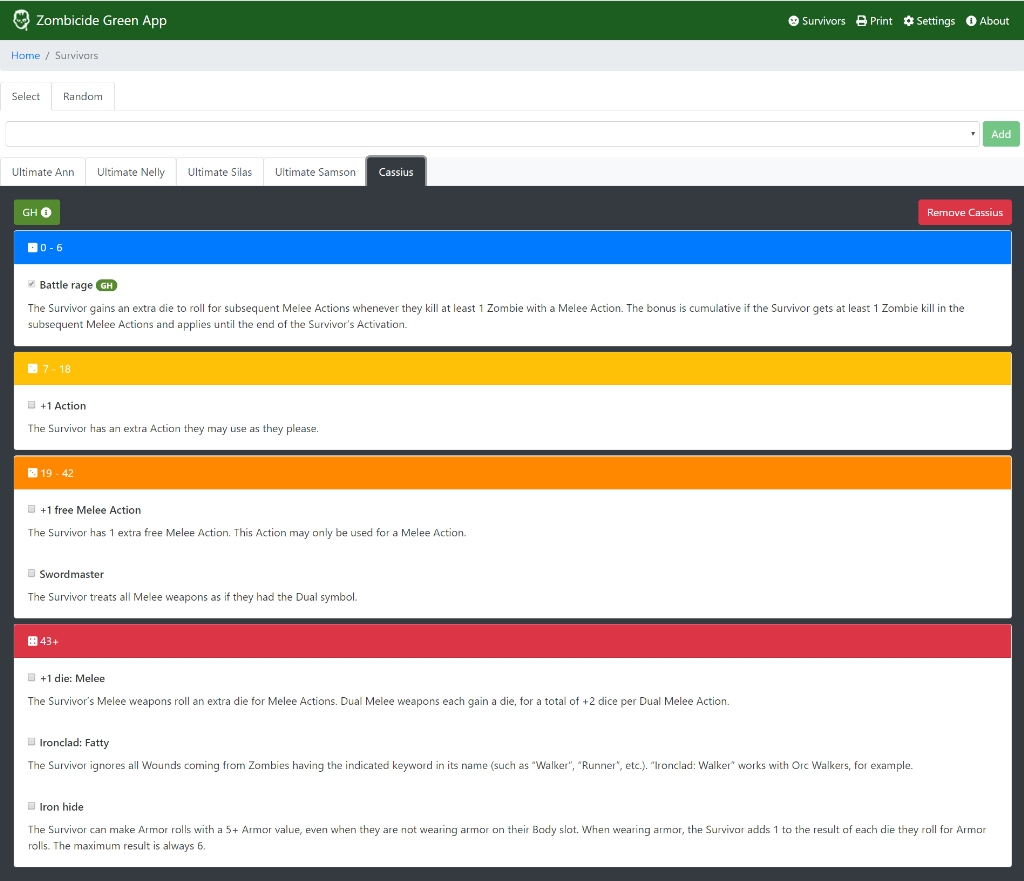 Zombicide Green App
Survivors Print Settings About
Home / Survivors
Select Random
Add
Ultimate Ann Ultimate Nelly Ultimate Silas Ultimate Samson Cassius
GH Remove Cassius
0 - 6
Battle rage GH
The Survivor gains an extra die to roll for subsequent Melee Actions whenever they kill at least 1 Zombie with a Melee Action. The bonus is cumulative if the Survivor gets at least 1 Zombie kill in the
subsequent Melee Actions and applies until the end of the Survivor's Activation.
7 - 18
+1 Action
The Survivor has an extra Action they may use as they please.
19 - 42
+1 free Melee Action
The Survivor has 1 extra free Melee Action. This Action may only be used for a Melee Action.
Swordmaster
The Survivor treats all Melee weapons as if they had the Dual symbol.
43+
+1 die: Melee
The Survivor's Melee weapons roll an extra die for Melee Actions. Dual Melee weapons each gain a die, for a total of +2 dice per Dual Melee Action.
Ironclad: Fatty
The Survivor ignores all Wounds coming from Zombies having the indicated keyword in its name (such as "Walker", "Runner", etc.). "Ironclad: Walker" works with Orc Walkers, for example.
Iron hide
The Survivor can make Armor rolls with a 5+ Armor value, even when they are not wearing armor on their Body slot. When wearing armor, the Survivor adds 1 to the result of each die they roll for Armor
rolls. The maximum result is always 6.